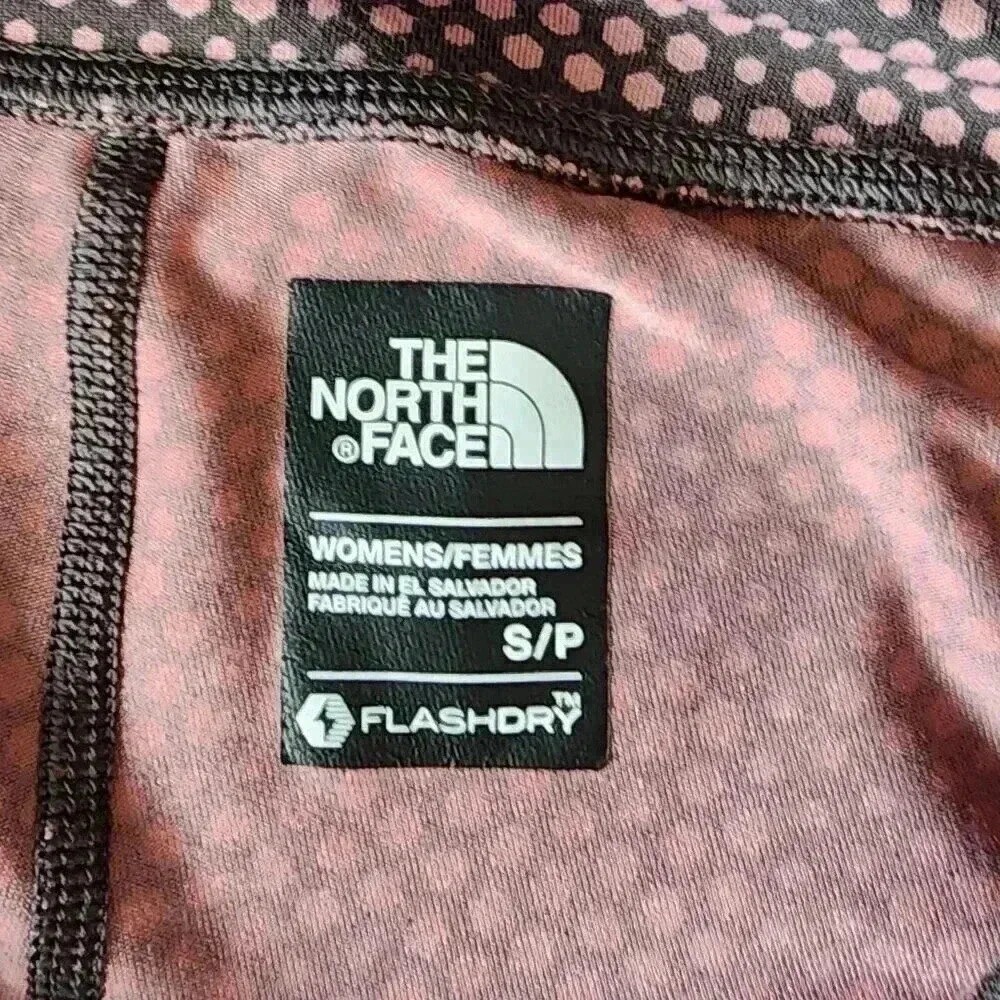 THE
NORTH
®FACE
WOMENS/FEMMES
MADE IN EL SALVADOR
FABRIQUÉ AU SALVADOR
S/P
FLASHDRY™